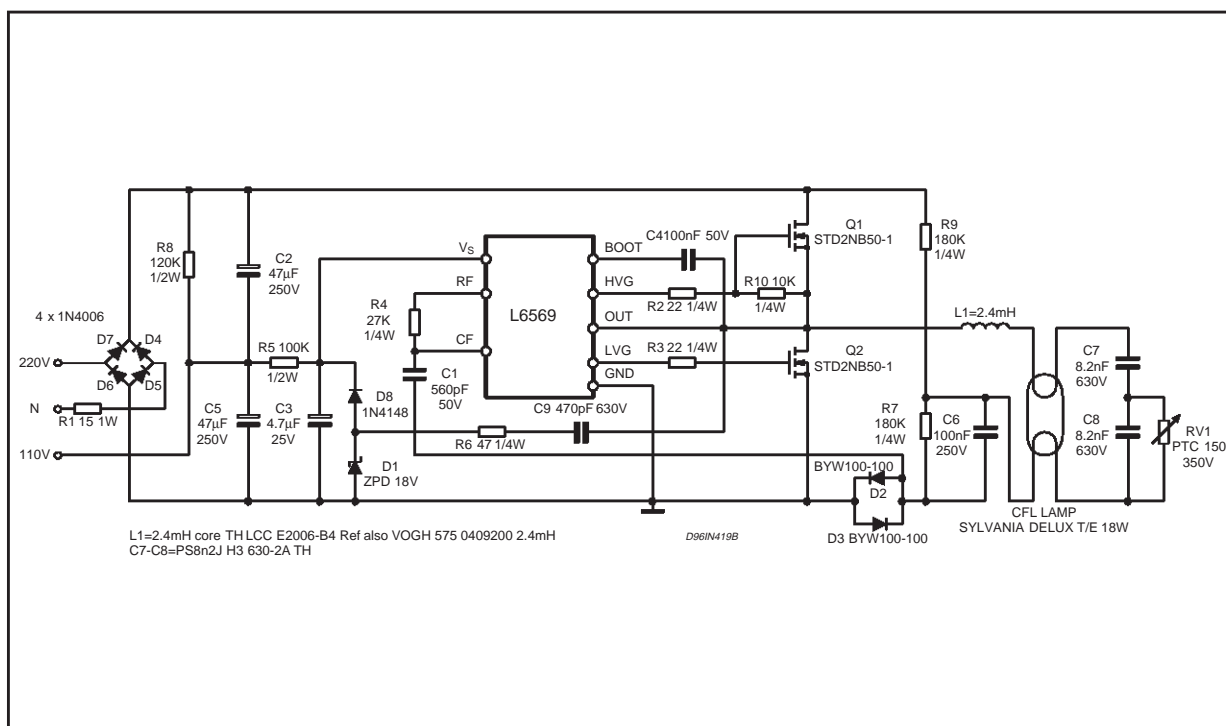 Q1
STD2NB50-1
C4100nF 50V
R9
180K
1/4W
R8
120K
1/2W
C2
47µF
250V
VS
BOOT
RF
HVG
R10 10K
1/4W
R2 22 1/4W
R4
27K
1/4W
L6569
OUT
L1=2.4mH
4 x 1N4006
D7
D4
CF
LVG
R3 22 1/4W
Q2
STD2NB50-1
R5 100K
1/2W
C7
8.2nF
630V
220V
D6
D5
GND
C1
560pF
50V
D8
1N4148
C9 470pF 630V
N
R1 15 1W
C5
47µF
250V
C3
4.7µF
25V
R7
180K
1/4W
C6
100nF
250V
C8
8.2nF
630V
RV1
PTC 150
350V
110V
R6 47 1/4W
D1
ZPD 18V
BYW100-100
D2
CFL LAMP
SYLVANIA DELUX T/E 18W
D3 BYW100-100
L1=2.4mH core TH LCC E2006-B4 Ref also VOGH 575 0409200 2.4mH
C7-C8=PS8n2J H3 630-2A TH
D96IN419B